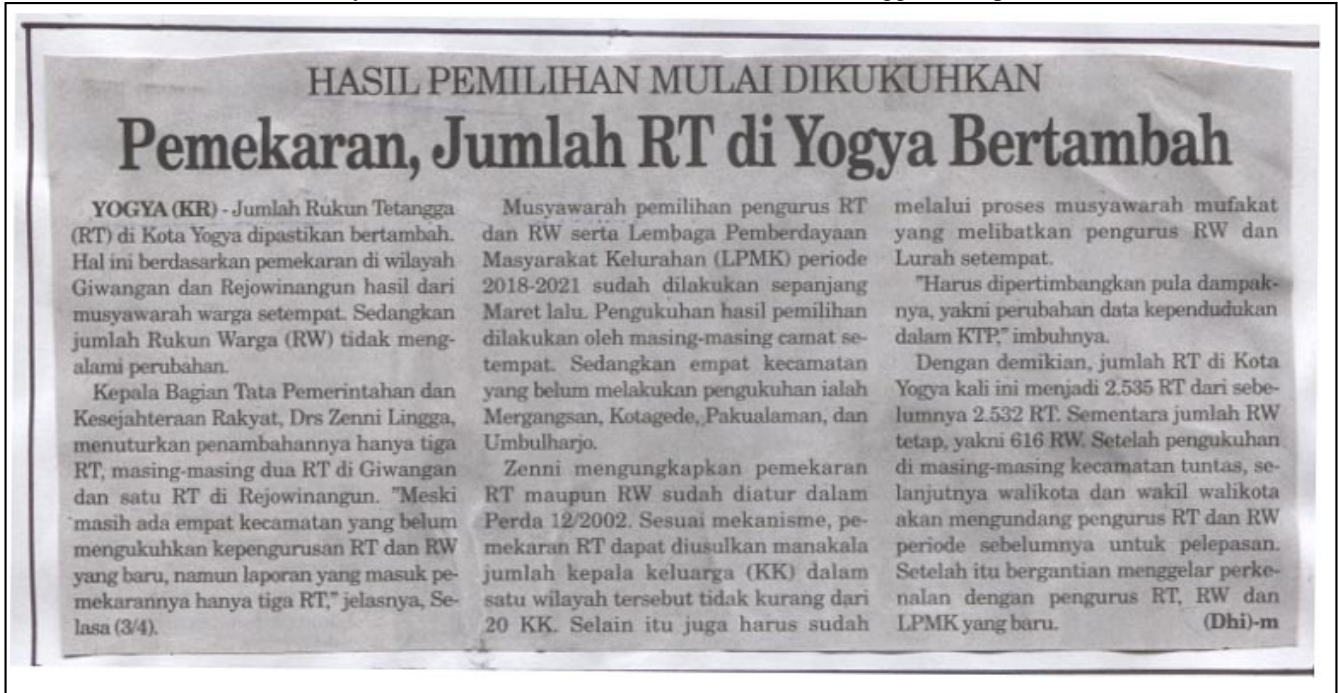 HASIL PEMILIHAN MULAI DIKUKUHKAN
Pemekaran, Jumlah RT di Yogya Bertambah
YOGYA (KR) - Jumlah Rukun Tetangga
(RT) di Kota Yogya dipastikan bertambah.
Hal ini berdasarkan pemekaran di wilayah
Giwangan dan Rejowinangun hasil dari
musyawarah warga setempat. Sedangkan
jumlah Rukun Warga (RW) tidak meng-
alami perubahan.
Kepala Bagian Tata Pemerintahan dan
Kesejahteraan Rakyat, Drs Zenni Lingga,
menuturkan penambahannya hanya tiga
RT, masing-masing dua RT di Giwangan
dan satu RT di Rejowinangun. "Meski
masih ada empat kecamatan yang belum
mengukuhkan kepengurusan RT dan RW
yang baru, namun laporan yang masuk pe-
mekarannya hanya tiga RT," jelasnya, Se-
lasa (3/4).
Musyawarah pemilihan pengurus RT
dan RW serta Lembaga Pemberdayaan
Masyarakat Kelurahan (LPMK) periode
2018-2021 sudah dilakukan sepanjang
Maret lalu. Pengukuhan hasil pemilihan
dilakukan oleh masing-masing camat se-
tempat. Sedangkan empat kecamatan
yang belum melakukan pengukuhan ialah
Mergangsan, Kotagede, Pakualaman, dan
Umbulharjo.
Zenni mengungkapkan pemekaran
RT maupun RW sudah diatur dalam
Perda 12/2002. Sesuai mekanisme, pe-
mekaran RT dapat diusulkan manakala
jumlah kepala keluarga (KK) dalam
satu wilayah tersebut tidak kurang dari
20 KK. Selain itu juga harus sudah
melalui proses musyawarah mufakat
yang melibatkan pengurus RW dan
Lurah setempat.
"Harus dipertimbangkan pula dampak-
nya, yakni perubahan data kependudukan
dalam KTP," imbuhnya.
Dengan demikian, jumlah RT di Kota
Yogya kali ini menjadi 2.535 RT dari sebe-
lumnya 2.532 RT. Sementara jumlah RW
tetap, yakni 616 RW. Setelah pengukuhan
di masing-masing kecamatan tuntas, se-
lanjutnya walikota dan wakil walikota
akan mengundang pengurus RT dan RW
periode sebelumnya untuk pelepasan.
Setelah itu bergantian menggelar perke-
nalan dengan pengurus RT, RW dan
LPMK yang baru. (Dhi)-m